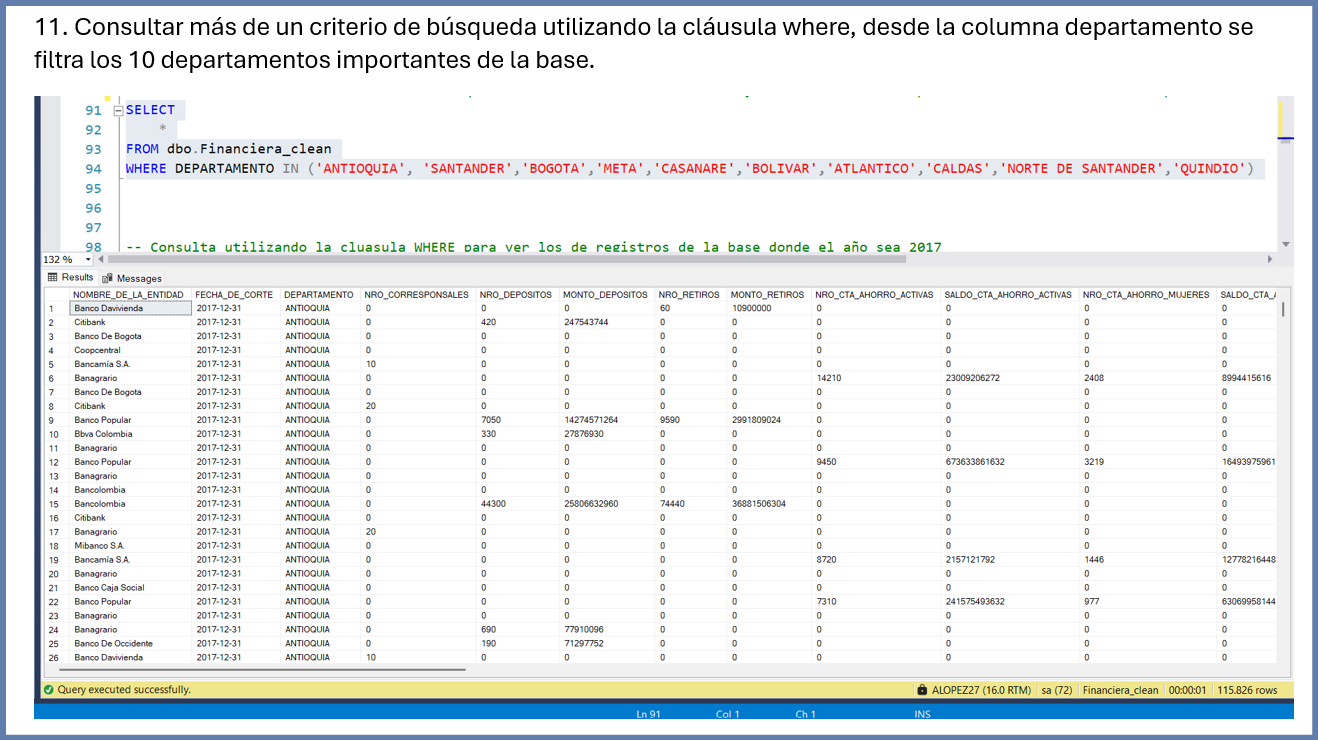 11. Consultar más de un criterio de búsqueda utilizando la cláusula where, desde la columna departamento se
filtra los 10 departamentos importantes de la base.
91 SELECT
92 *
93 FROM dbo.Financiera_clean
94 WHERE DEPARTAMENTO IN ('ANTIOQUIA', 'SANTANDER','BOGOTA','META','CASANARE','BOLIVAR','ATLANTICO','CALDAS','NORTE DE SANTANDER','QUINDIO')
95
96
97
98 -- Consulta utilizando la cluasula WHERE para ver los de registros de la base donde el año sea 2017
132 %
Results Messages
NOMBRE_DE_LA_ENTIDAD FECHA_DE_CORTE DEPARTAMENTO NRO_CORRESPONSALES NRO_DEPOSITOS MONTO_DEPOSITOS NRO_RETIROS MONTO_RETIROS NRO_CTA_AHORRO_ACTIVAS SALDO_CTA_AHORRO_ACTIVAS NRO_CTA_AHORRO_MUJERES SALDO_CTA_
1 Banco Davivienda 2017-12-31 ANTIOQUIA 0 0 0 60 10900000 0 0 0 0
2 Citibank 2017-12-31 ANTIOQUIA 0 420 247543744 0 0 0 0 0 0
3 Banco De Bogota 2017-12-31 ANTIOQUIA 0 0 0 0 0 0 0 0 0
4 Coopcentral 2017-12-31 ANTIOQUIA 0 0 0 0 0 0 0 0 0
5 Bancamía S.A. 2017-12-31 ANTIOQUIA 10 0 0 0 0 0 0 0 0
6 Banagrario 2017-12-31 ANTIOQUIA 0 0 0 0 0 14210 23009206272 2408 8994415616
7 Banco De Bogota 2017-12-31 ANTIOQUIA 0 0 0 0 0 0 0 0 0
8 Citibank 2017-12-31 ANTIOQUIA 20 0 0 0 0 0 0 0 0
9 Banco Popular 2017-12-31 ANTIOQUIA 0 7050 14274571264 9590 2991809024 0 0 0 0
10 Bbva Colombia 2017-12-31 ANTIOQUIA 0 330 27876930 0 0 0 0 0 0
11 Banagrario 2017-12-31 ANTIOQUIA 0 0 0 0 0 0 0 0 0
12 Banco Popular 2017-12-31 ANTIOQUIA 0 0 0 0 0 9450 673633861632 3219 16493975961
13 Banagrario 2017-12-31 ANTIOQUIA 0 0 0 0 0 0 0 0 0
14 Bancolombia 2017-12-31 ANTIOQUIA 0 0 0 0 0 0 0 0 0
15 Bancolombia 2017-12-31 ANTIOQUIA 0 44300 25806632960 74440 36881506304 0 0 0 0
16 Citibank 2017-12-31 ANTIOQUIA 0 0 0 0 0 0 0 0 0
17 Banagrario 2017-12-31 ANTIOQUIA 20 0 0 0 0 0 0 0 0
18 Mibanco S.A. 2017-12-31 ANTIOQUIA 0 0 0 0 0 0 0 0 0
19 Bancamía S.A. 2017-12-31 ANTIOQUIA 0 0 0 0 0 8720 2157121792 1446 12778216448
20 Banagrario 2017-12-31 ANTIOQUIA 0 0 0 0 0 0 0 0 0
21 Banco Caja Social 2017-12-31 ANTIOQUIA 0 0 0 0 0 0 0 0 0
22 Banco Popular 2017-12-31 ANTIOQUIA 0 0 0 0 0 7310 241575493632 977 63069958144
23 Banagrario 2017-12-31 ANTIOQUIA 0 0 0 0 0 0 0 0 0
24 Banagrario 2017-12-31 ANTIOQUIA 0 690 77910096 0 0 0 0 0 0
25 Banco De Occidente 2017-12-31 ANTIOQUIA 0 190 71297752 0 0 0 0 0 0
26 Banco Davivienda 2017-12-31 ANTIOQUIA 10 0 0 0 0 0 0 0 0
Query executed successfully. ALOPEZ27 (16.0 RTM) sa (72) Financiera_clean 00:00:01 115.826 rows
Ln 91 Col 1 Ch 1 INS